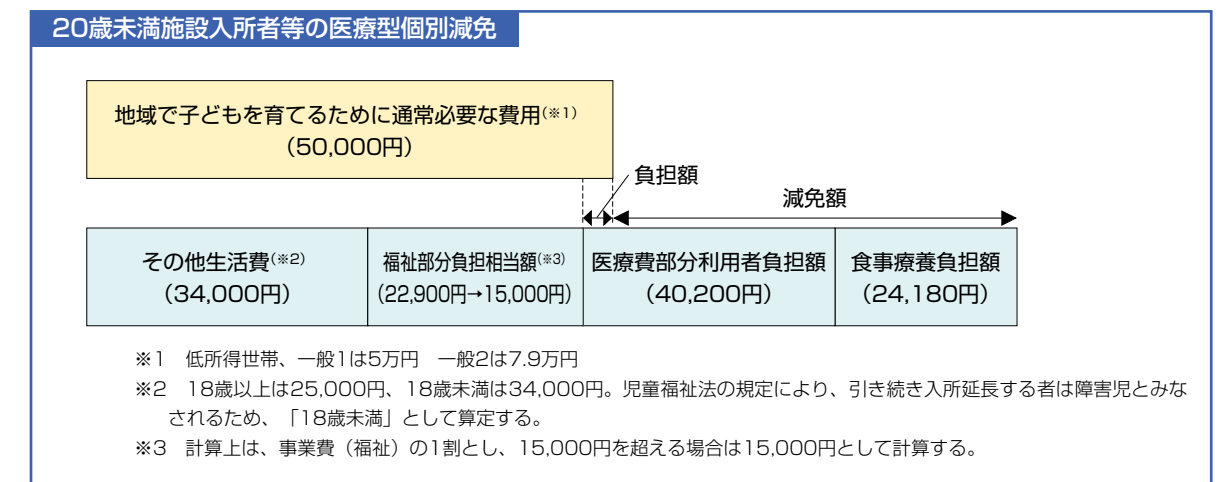 20歳未満施設入所者等の医療型個別減免
地域で子どもを育てるために通常必要な費用(※1)
（50,000円）
負担額
減免額
その他生活費(※2)
（34,000円）
福祉部分負担相当額(※3)
（22,900円→15,000円）
医療費部分利用者負担額
（40,200円）
食事療養負担額
（24,180円）
※1　低所得世帯、一般1は5万円　一般2は7.9万円
※2　18歳以上は25,000円、18歳未満は34,000円。児童福祉法の規定により、引き続き入所延長する者は障害児とみな
されるため、「18歳未満」として算定する。
※3　計算上は、事業費（福祉）の1割とし、15,000円を超える場合は15,000円として計算する。